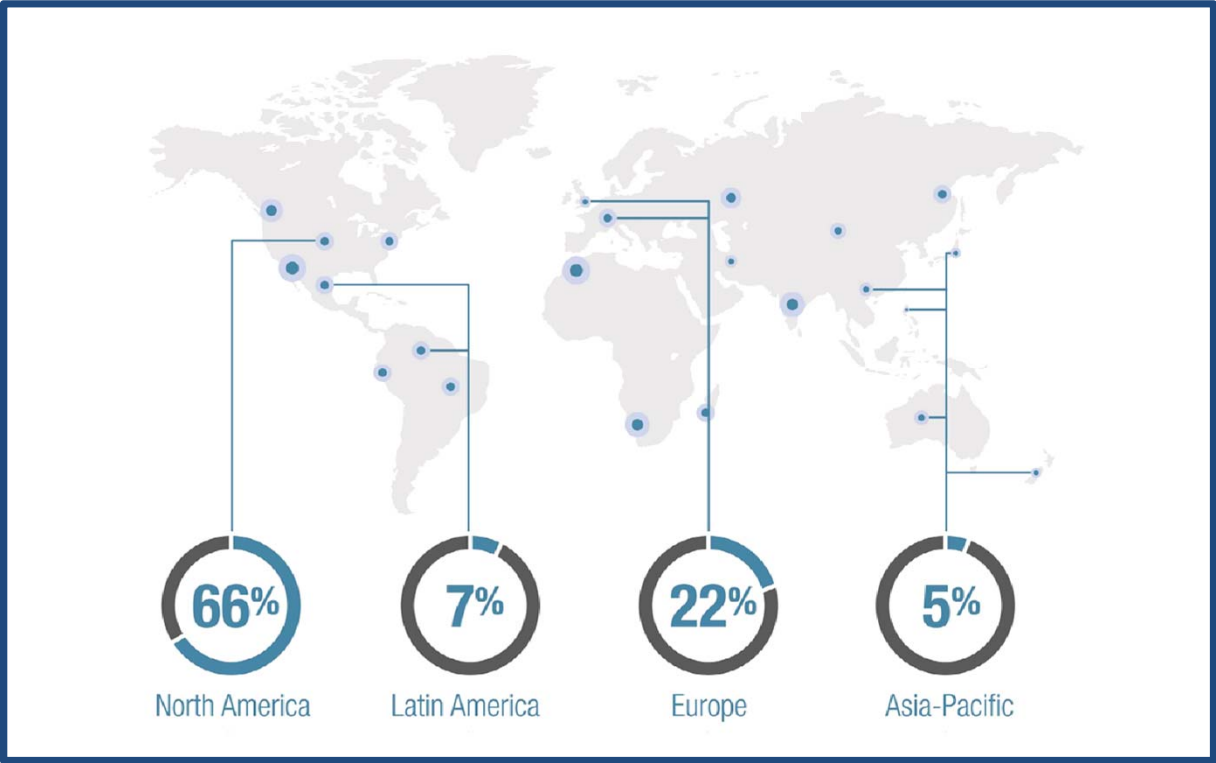 66%
7%
22%
5%
North America
Latin America
Europe
Asia-Pacific